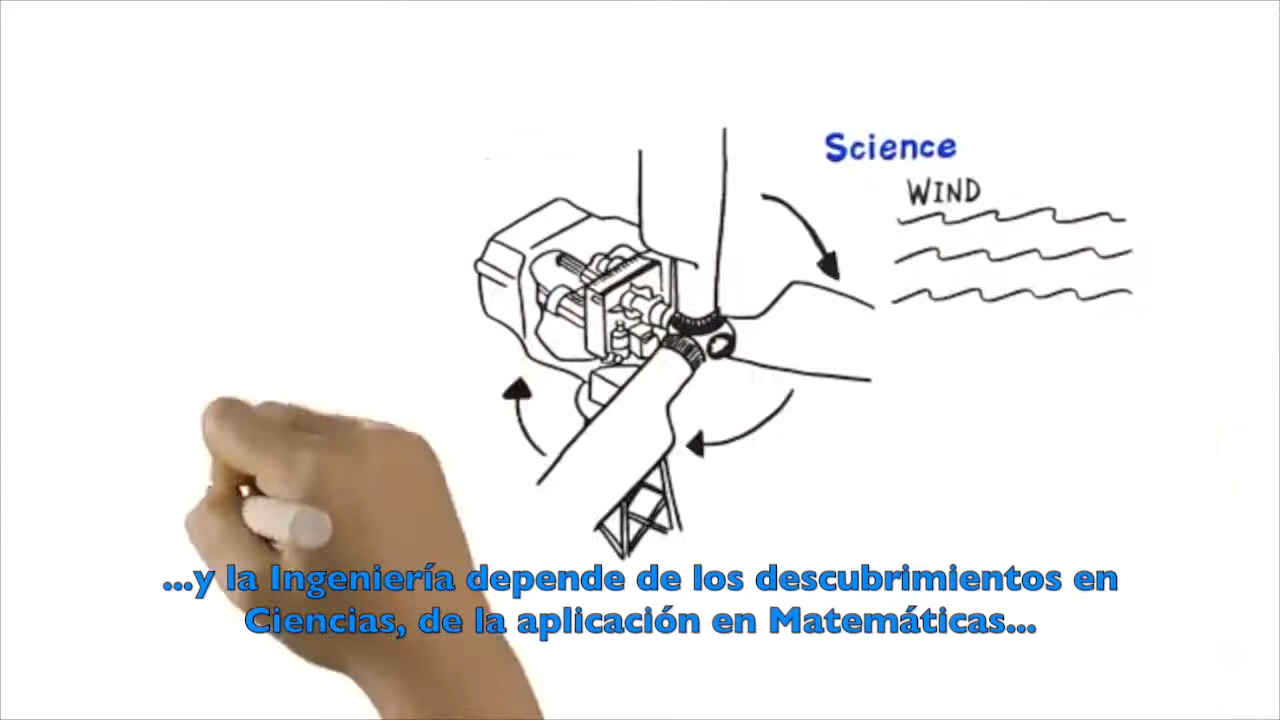 Science
WIND
...y la Ingeniería depende de los descubrimientos en
Ciencias, de la aplicación en Matemáticas...